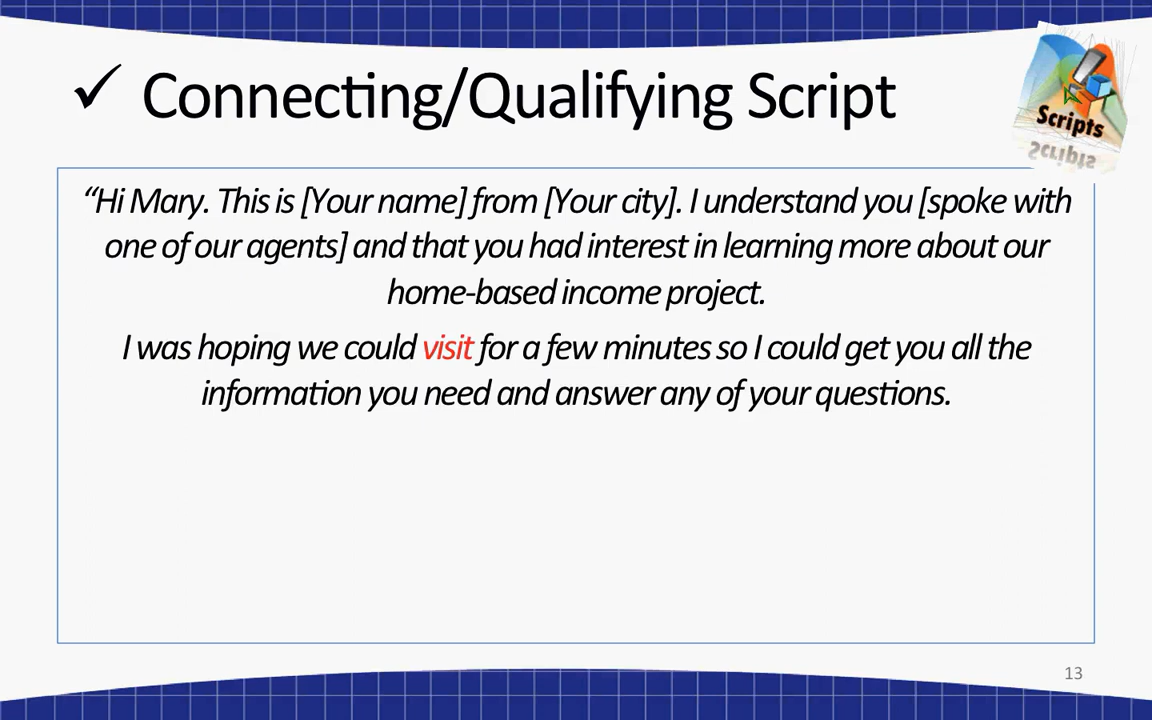 ✓ Connecting/Qualifying Script
Scripts
“Hi Mary. This is [Your name] from [Your city]. I understand you [spoke with
one of our agents] and that you had interest in learning more about our
home-based income project.
I was hoping we could visit for a few minutes so I could get you all the
information you need and answer any of your questions.
13